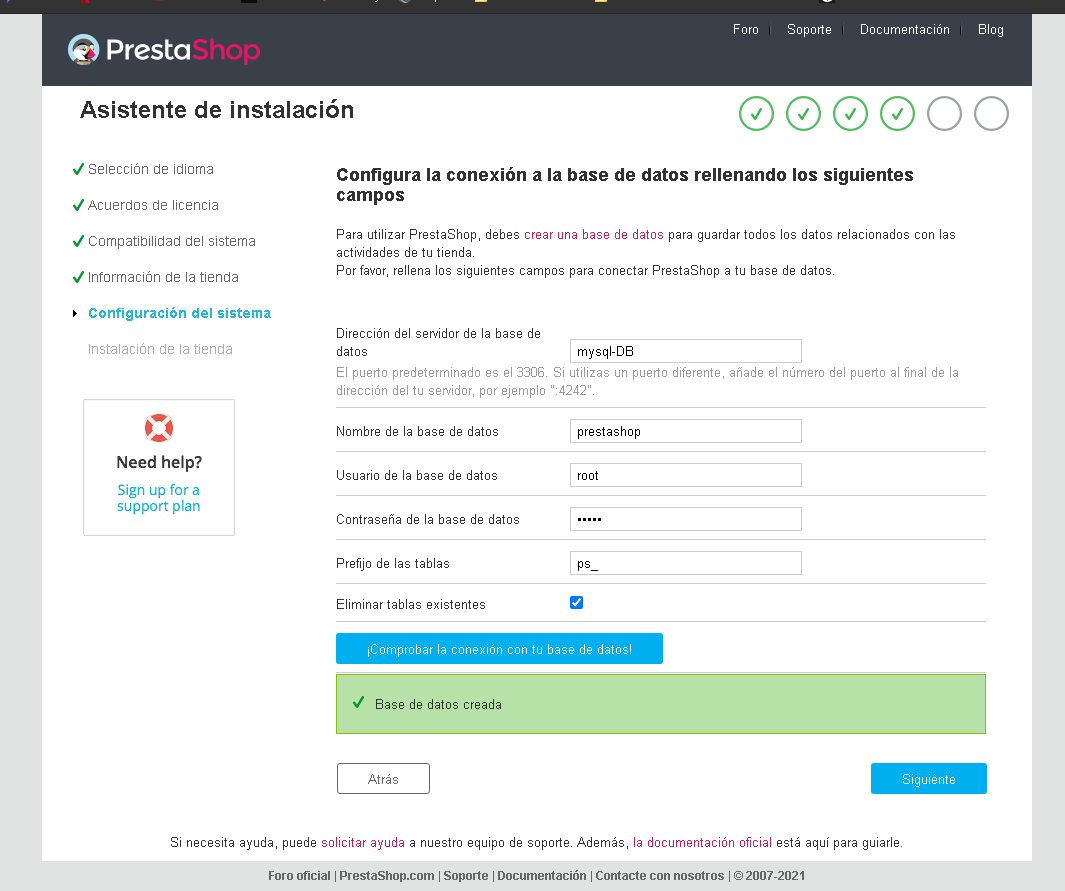 Foro
Soporte
Documentación
Blog
PrestaShop
Asistente de instalación
Selección de idioma
Acuerdos de licencia
Compatibilidad del sistema
Información de la tienda
Configuración del sistema
Instalación de la tienda
Need help?
Sign up for a
support plan
Configura la conexión a la base de datos rellenando los siguientes
campos
Para utilizar PrestaShop, debes crear una base de datos para guardar todos los datos relacionados con las
actividades de tu tienda.
Por favor, rellena los siguientes campos para conectar PrestaShop a tu base de datos.
Dirección del servidor de la base de
datos
mysql-DB
El puerto predeterminado es el 3306. Si utilizas un puerto diferente, añade el número del puerto al final de la
dirección del tu servidor, por ejemplo ":4242".
Nombre de la base de datos
prestashop
Usuario de la base de datos
root
Contraseña de la base de datos
•••••
Prefijo de las tablas
ps_
Eliminar tablas existentes
¡Comprobar la conexión con tu base de datos!
Base de datos creada
Atrás
Siguiente
Si necesita ayuda, puede solicitar ayuda a nuestro equipo de soporte. Además, la documentación oficial está aquí para guiarle.
Foro oficial | PrestaShop.com | Soporte | Documentación | Contacte con nosotros | © 2007-2021